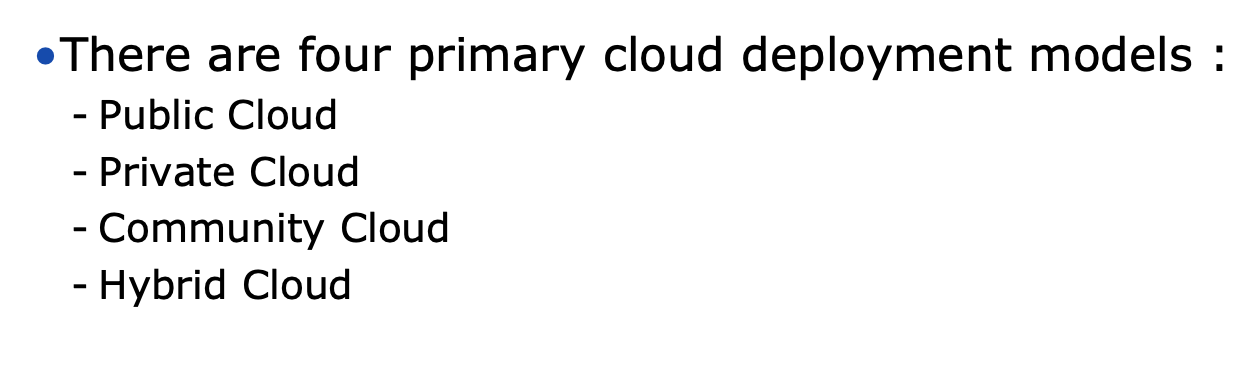 •There are four primary cloud deployment models :
- Public Cloud
- Private Cloud
- Community Cloud
- Hybrid Cloud